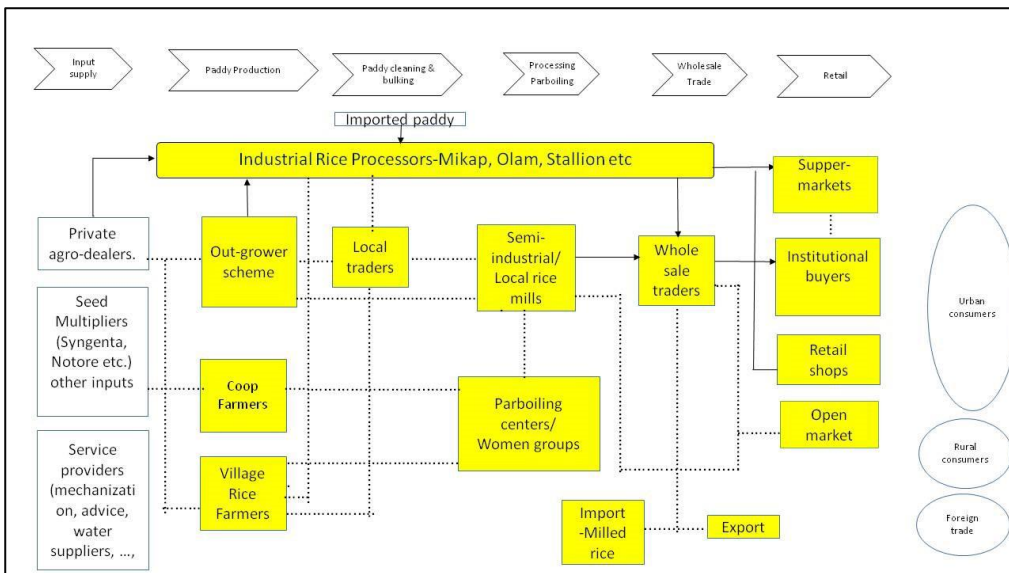 Input
supply
Paddy Production
Paddy cleaning &
bulking
Processing
Parboiling
Wholesale
Trade
Retail
Imported paddy
Industrial Rice Processors-Mikap, Olam, Stallion etc
Supper-
markets
Private
agro-dealers.
Out-grower
scheme
Local
traders
Semi-
industrial/
Local rice
mills
Whole
sale
traders
Institutional
buyers
Seed
Multipliers
(Syngenta,
Notore etc.)
other inputs
Urban
consumers
Retail
shops
Coop
Farmers
Parboiling
centers/
Women groups
Open
market
Service
providers
(mechanizati
on, advice,
water
suppliers, ...,
Village
Rice
Farmers
Rural
consumers
Import
-Milled
rice
Export
Foreign
trade